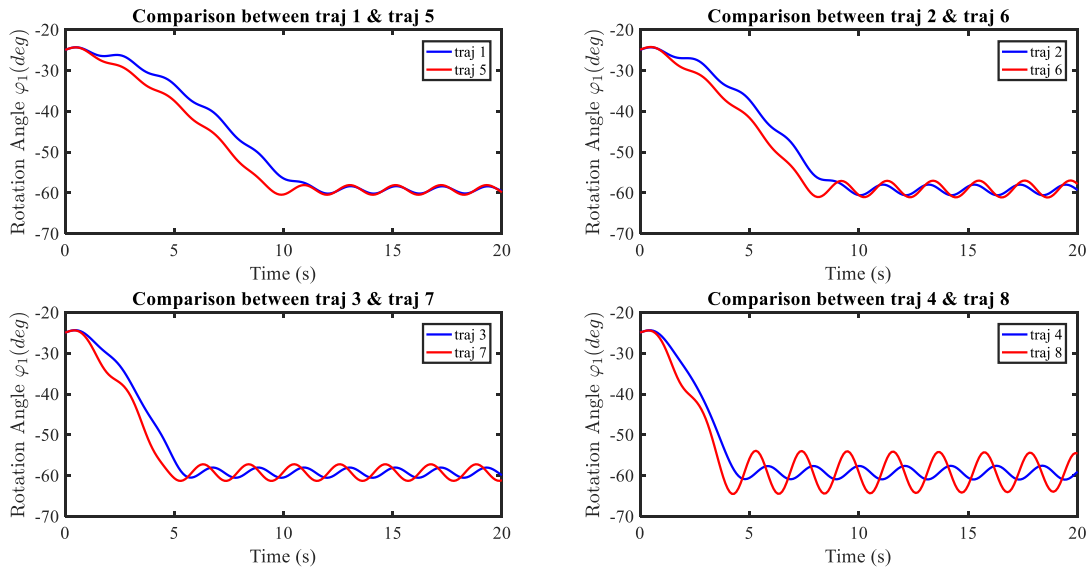 Comparison between traj 1 & traj 5
Rotation Angle φ₁(deg)
-20
-30
-40
-50
-60
-70
traj 1
traj 5
0 5 10 15 20
Time (s)
Comparison between traj 2 & traj 6
Rotation Angle φ₁(deg)
-20
-30
-40
-50
-60
-70
traj 2
traj 6
0 5 10 15 20
Time (s)
Comparison between traj 3 & traj 7
Rotation Angle φ₁(deg)
-20
-30
-40
-50
-60
-70
traj 3
traj 7
0 5 10 15 20
Time (s)
Comparison between traj 4 & traj 8
Rotation Angle φ₁(deg)
-20
-30
-40
-50
-60
-70
traj 4
traj 8
0 5 10 15 20
Time (s)